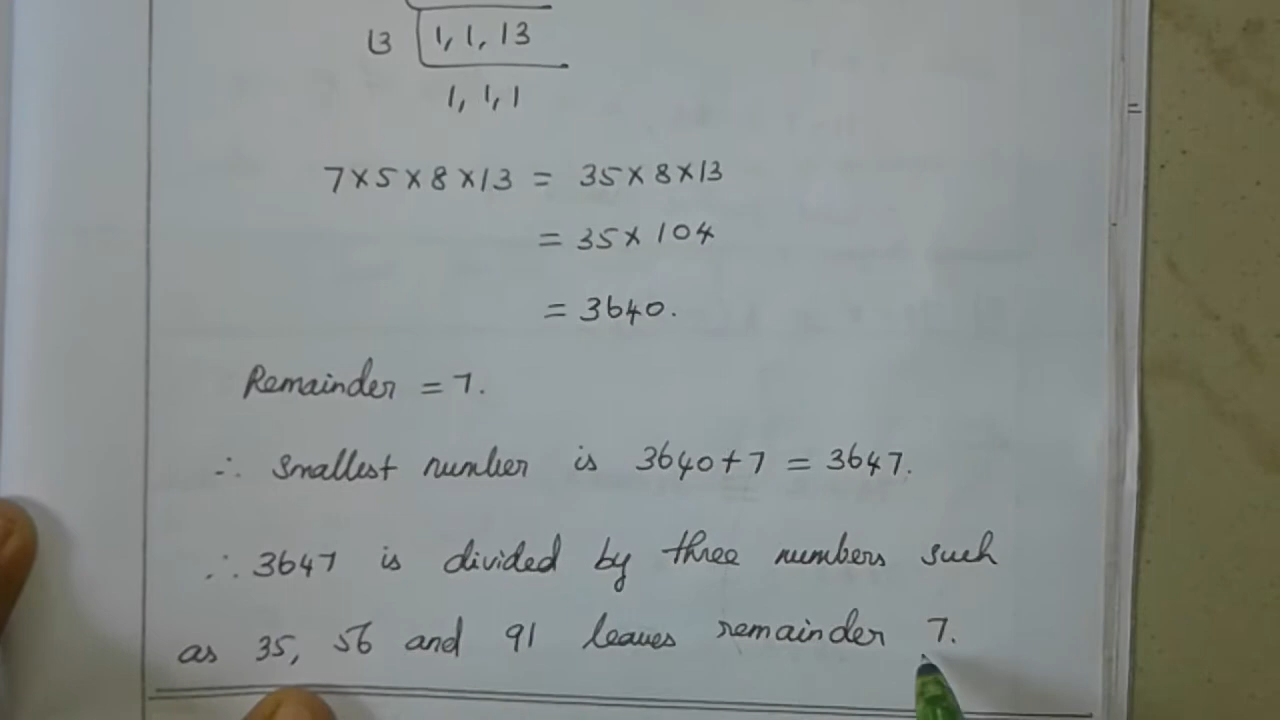 13 1, 1, 13
1, 1, 1
7×5×8×13 = 35×8×13
= 35×104
= 3640.
Remainder = 7.
∴ Smallest number is 3640+7 = 3647.
∴ 3647 is divided by three numbers such
as 35, 56 and 91 leaves remainder 7.